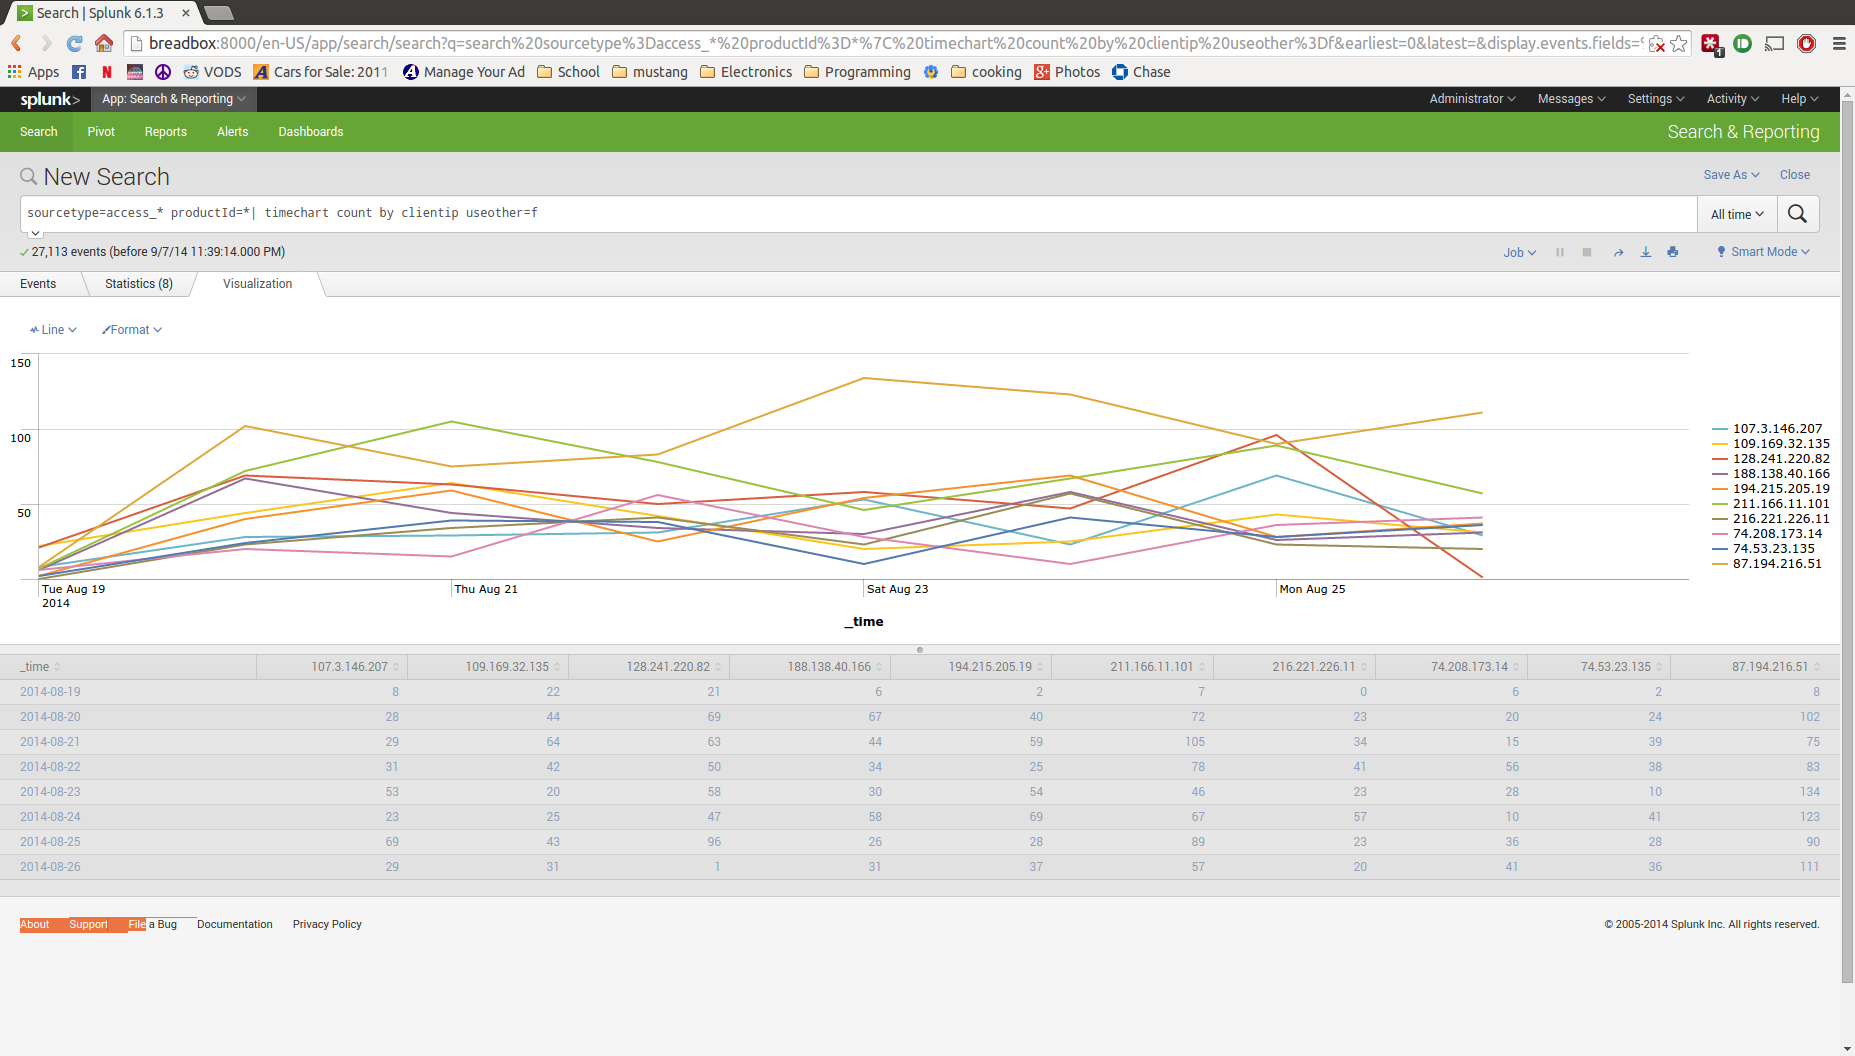 Search | Splunk 6.1.3
breadbox:8000/en-US/app/search/search?q=search%20sourcetype%3Daccess_*%20productId%3D*%7C%20timechart%20count%20by%20clientip%20useother%3Df&earliest=0&latest=&display.events.fields=
Apps VODS Cars for Sale: 2011 Manage Your Ad School mustang Electronics Programming cooking Photos Chase
splunk> App: Search & Reporting Administrator Messages Settings Activity Help
Search Pivot Reports Alerts Dashboards Search & Reporting
New Search Save As Close
sourcetype=access_* productId=*| timechart count by clientip useother=f All time
27,113 events (before 9/7/14 11:39:14.000 PM) Job Smart Mode
Events Statistics (8) Visualization
Line Format
150
100
50
107.3.146.207
109.169.32.135
128.241.220.82
188.138.40.166
194.215.205.19
211.166.11.101
216.221.226.11
74.208.173.14
74.53.23.135
87.194.216.51
Tue Aug 19 Thu Aug 21 Sat Aug 23 Mon Aug 25
2014
_time
_time 107.3.146.207 109.169.32.135 128.241.220.82 188.138.40.166 194.215.205.19 211.166.11.101 216.221.226.11 74.208.173.14 74.53.23.135 87.194.216.51
2014-08-19 8 22 21 6 2 7 0 6 2 8
2014-08-20 28 44 69 67 40 72 23 20 24 102
2014-08-21 29 64 63 44 59 105 34 15 39 75
2014-08-22 31 42 50 34 25 78 41 56 38 83
2014-08-23 53 20 58 30 54 46 23 28 10 134
2014-08-24 23 25 47 58 69 67 57 10 41 123
2014-08-25 69 43 96 26 28 89 23 36 28 90
2014-08-26 29 31 1 31 37 57 20 41 36 111
About Support File a Bug Documentation Privacy Policy © 2005-2014 Splunk Inc. All rights reserved.